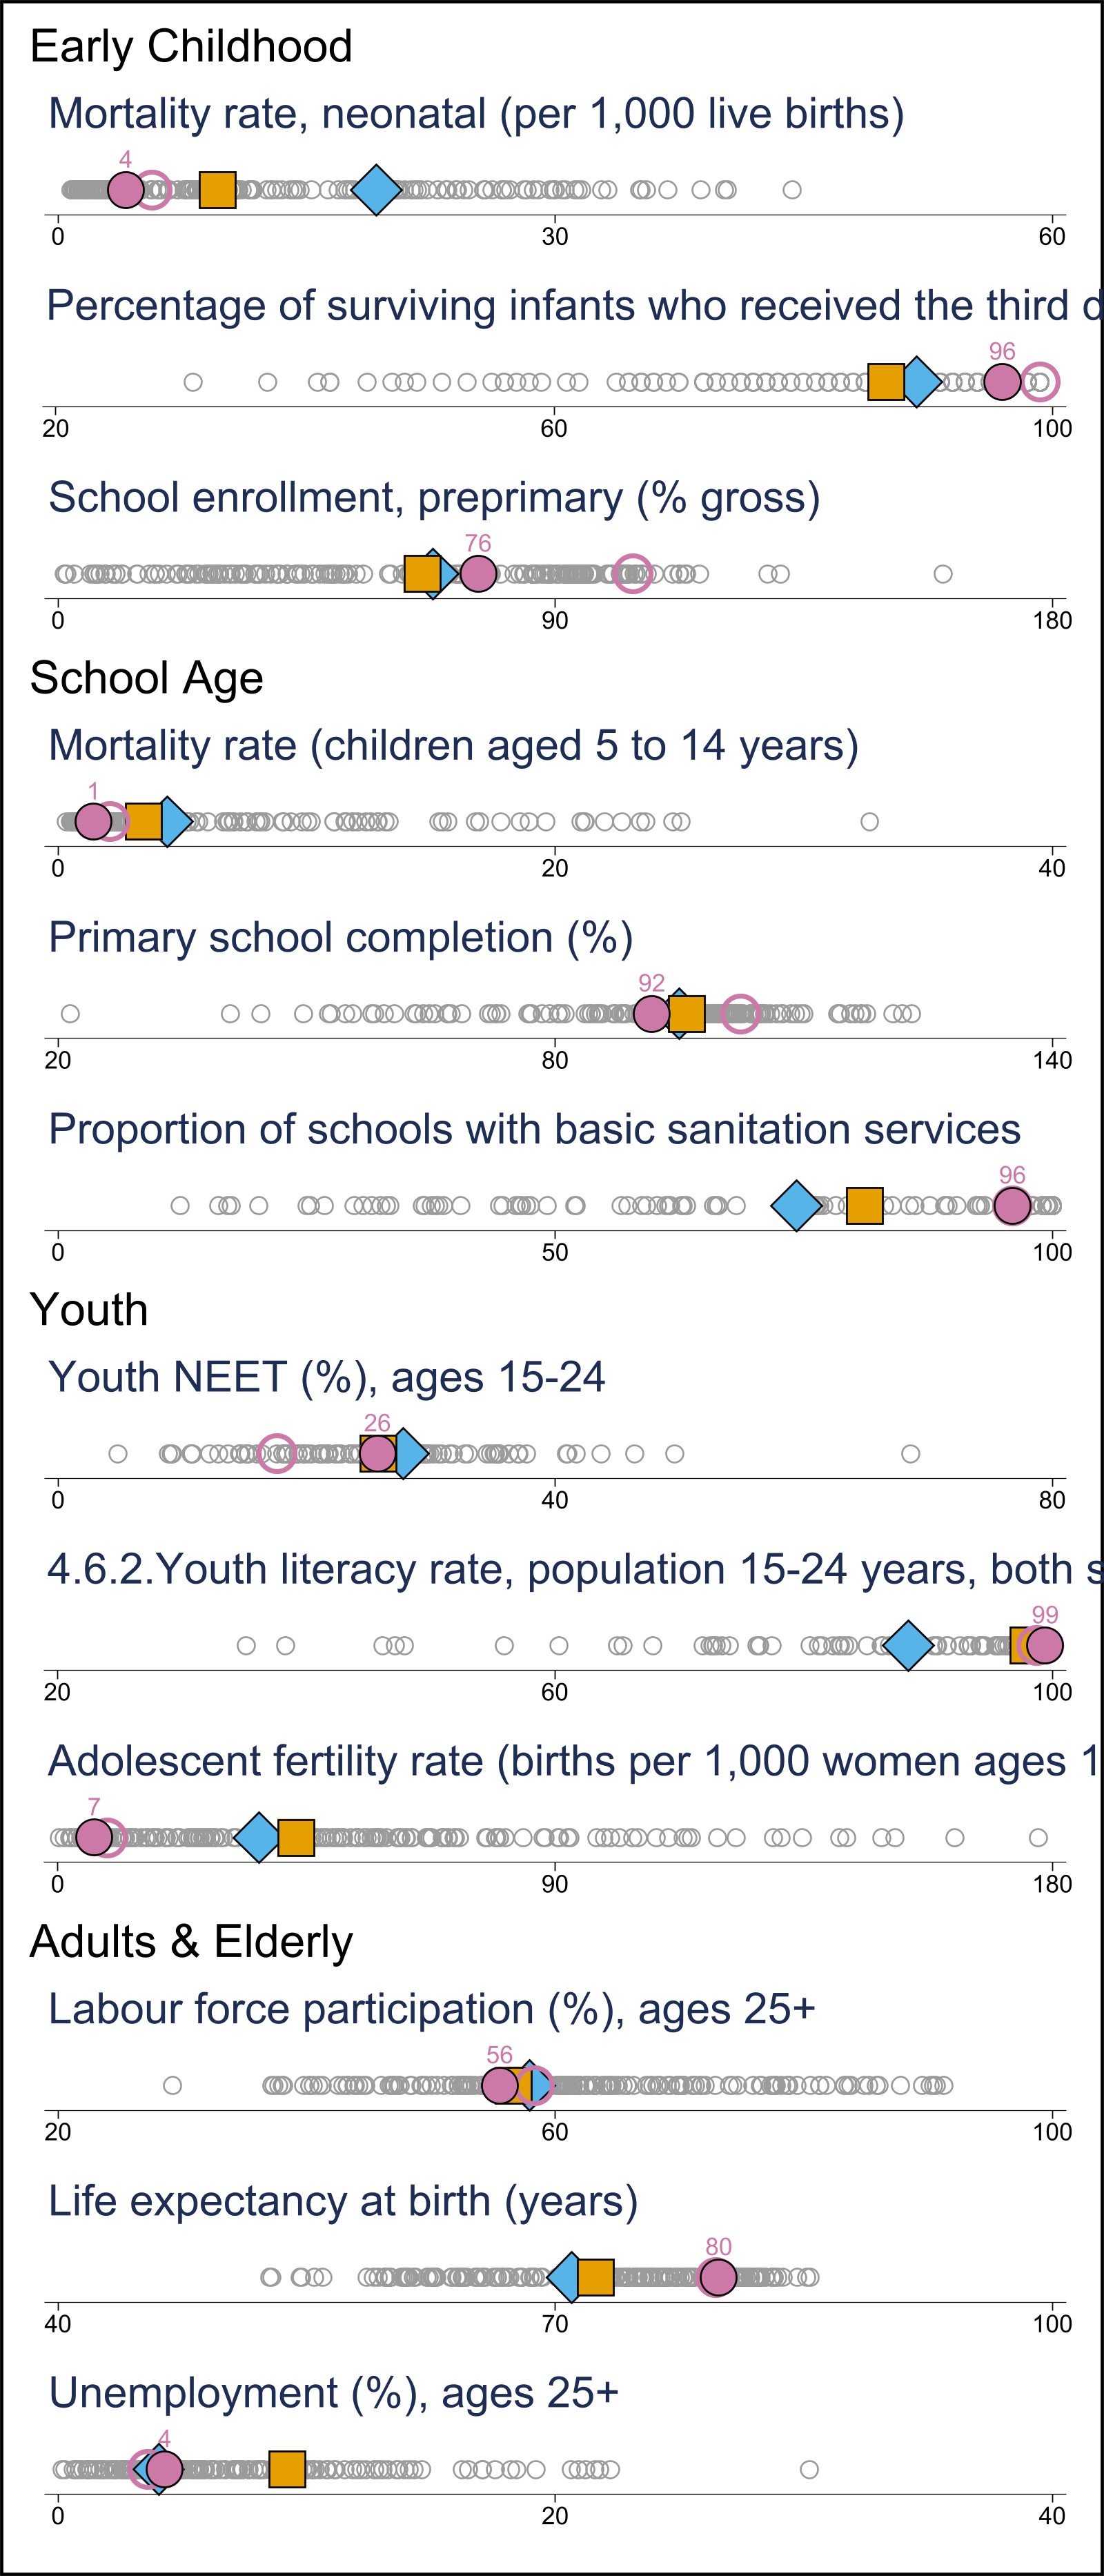 Early Childhood
Mortality rate, neonatal (per 1,000 live births)
4
0 30 60
Percentage of surviving infants who received the third d
96
20 60 100
School enrollment, preprimary (% gross)
76
0 90 180
School Age
Mortality rate (children aged 5 to 14 years)
1
0 20 40
Primary school completion (%)
92
20 80 140
Proportion of schools with basic sanitation services
96
0 50 100
Youth
Youth NEET (%), ages 15-24
26
0 40 80
4.6.2.Youth literacy rate, population 15-24 years, both s
99
20 60 100
Adolescent fertility rate (births per 1,000 women ages 1
7
0 90 180
Adults & Elderly
Labour force participation (%), ages 25+
56
20 60 100
Life expectancy at birth (years)
80
40 70 100
Unemployment (%), ages 25+
4
0 20 40